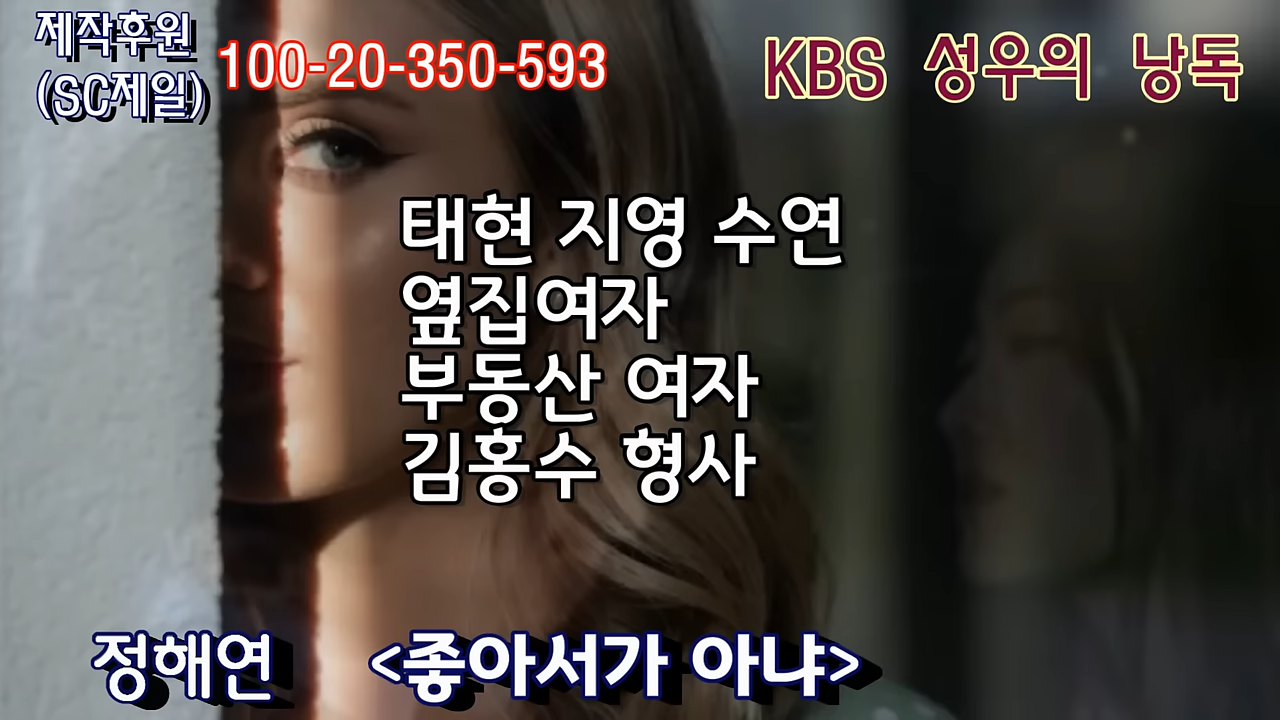 제작후원
(SC제일)
100-20-350-593
KBS 성우의 낭독
태현 지영 수연
옆집여자
부동산 여자
김홍수 형사
정해연 <좋아서가 아냐>